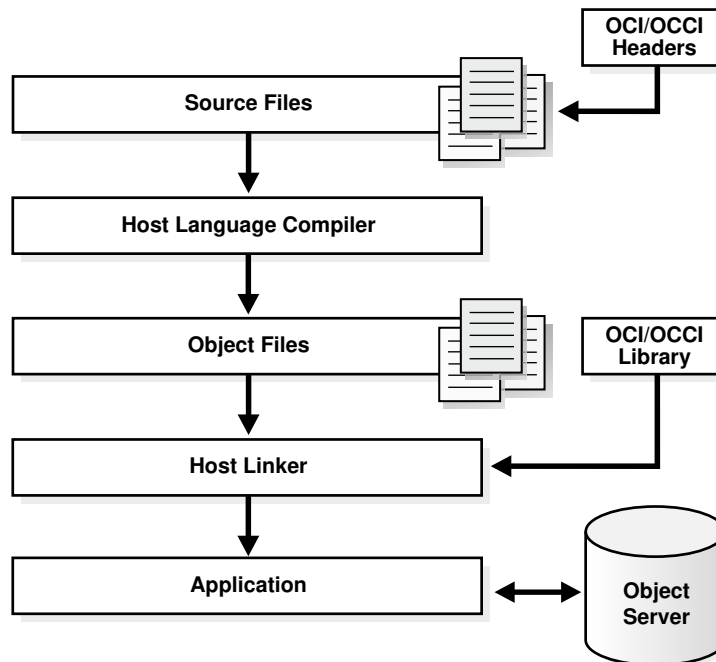 OCI/OCCI
Headers
Source Files
Host Language Compiler
Object Files
OCI/OCCI
Library
Host Linker
Application
Object
Server